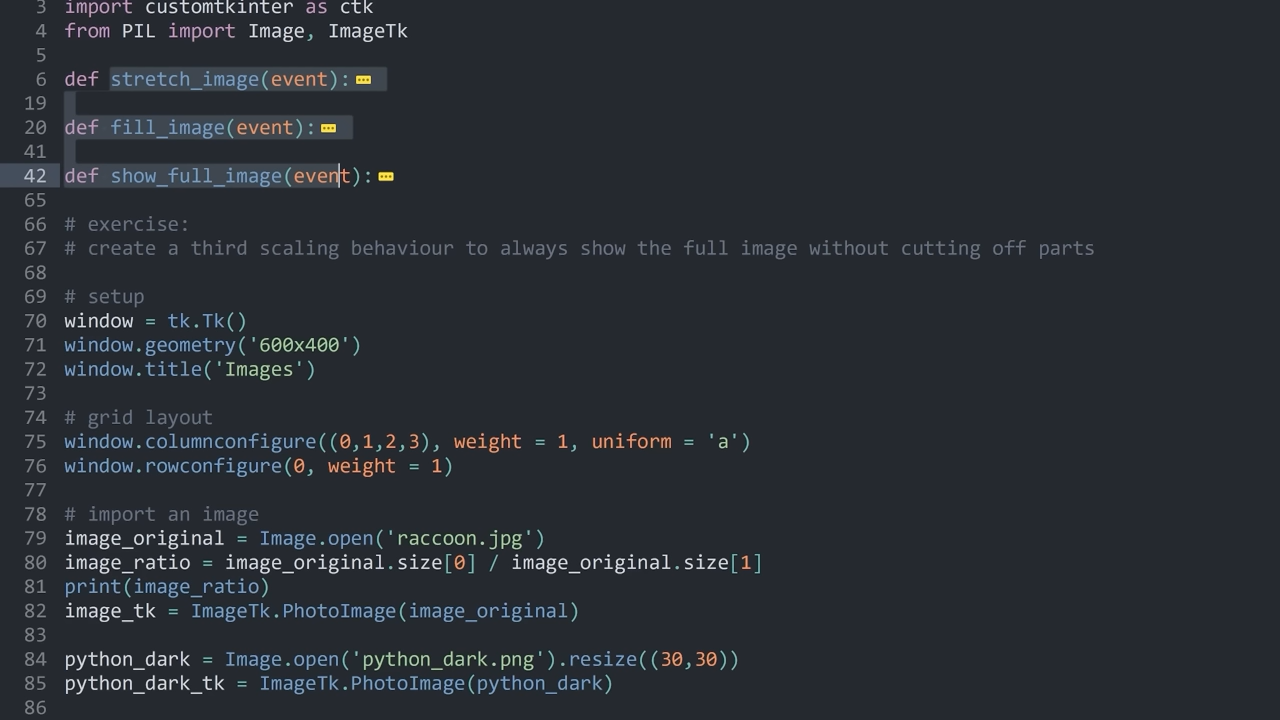 3 import customtkinter as ctk
4 from PIL import Image, ImageTk
5
6 def stretch_image(event):
19
20 def fill_image(event):
41
42 def show_full_image(event):
65
66 # exercise:
67 # create a third scaling behaviour to always show the full image without cutting off parts
68
69 # setup
70 window = tk.Tk()
71 window.geometry('600x400')
72 window.title('Images')
73
74 # grid layout
75 window.columnconfigure((0,1,2,3), weight = 1, uniform = 'a')
76 window.rowconfigure(0, weight = 1)
77
78 # import an image
79 image_original = Image.open('raccoon.jpg')
80 image_ratio = image_original.size[0] / image_original.size[1]
81 print(image_ratio)
82 image_tk = ImageTk.PhotoImage(image_original)
83
84 python_dark = Image.open('python_dark.png').resize((30,30))
85 python_dark_tk = ImageTk.PhotoImage(python_dark)
86